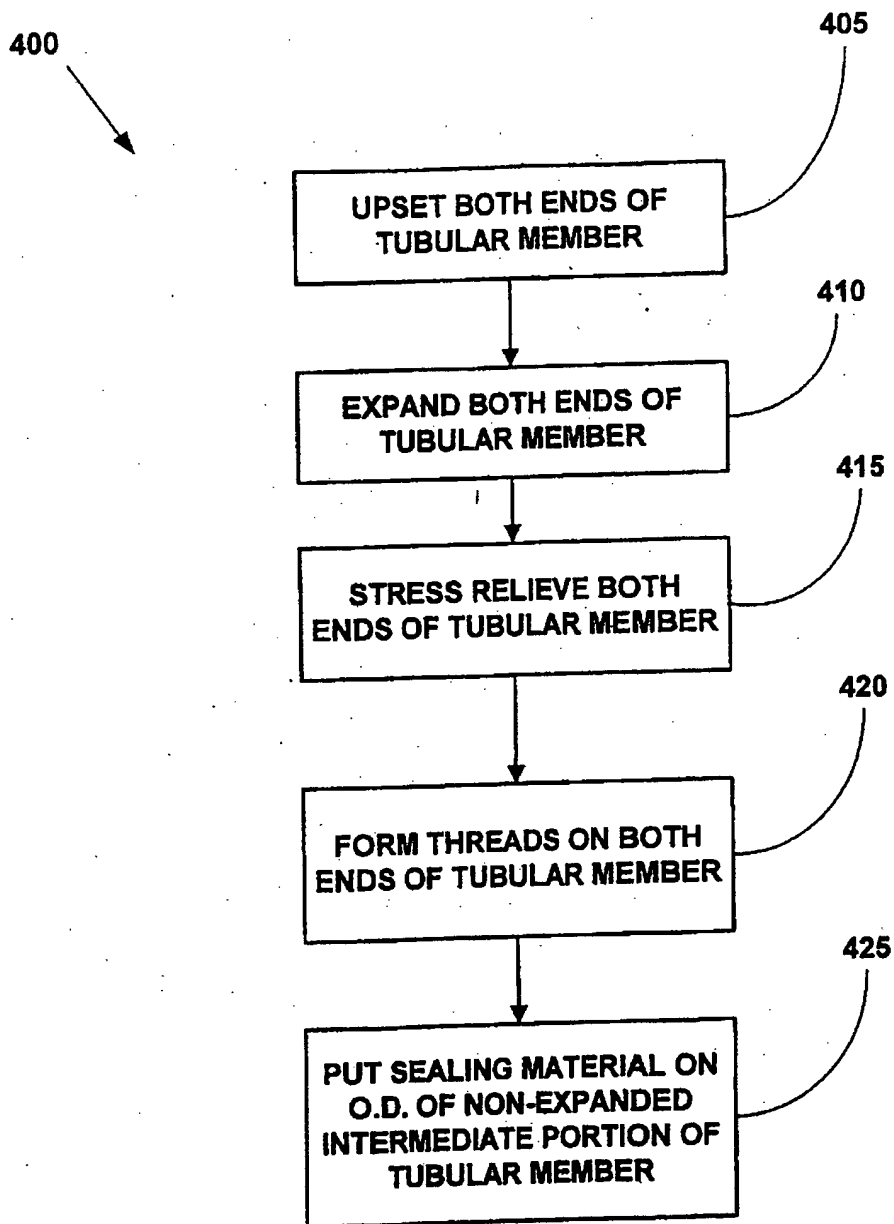 400
405
UPSET BOTH ENDS OF
TUBULAR MEMBER
410
EXPAND BOTH ENDS OF
TUBULAR MEMBER
415
STRESS RELIEVE BOTH
ENDS OF TUBULAR MEMBER
420
FORM THREADS ON BOTH
ENDS OF TUBULAR MEMBER
425
PUT SEALING MATERIAL ON
O.D. OF NON-EXPANDED
INTERMEDIATE PORTION OF
TUBULAR MEMBER